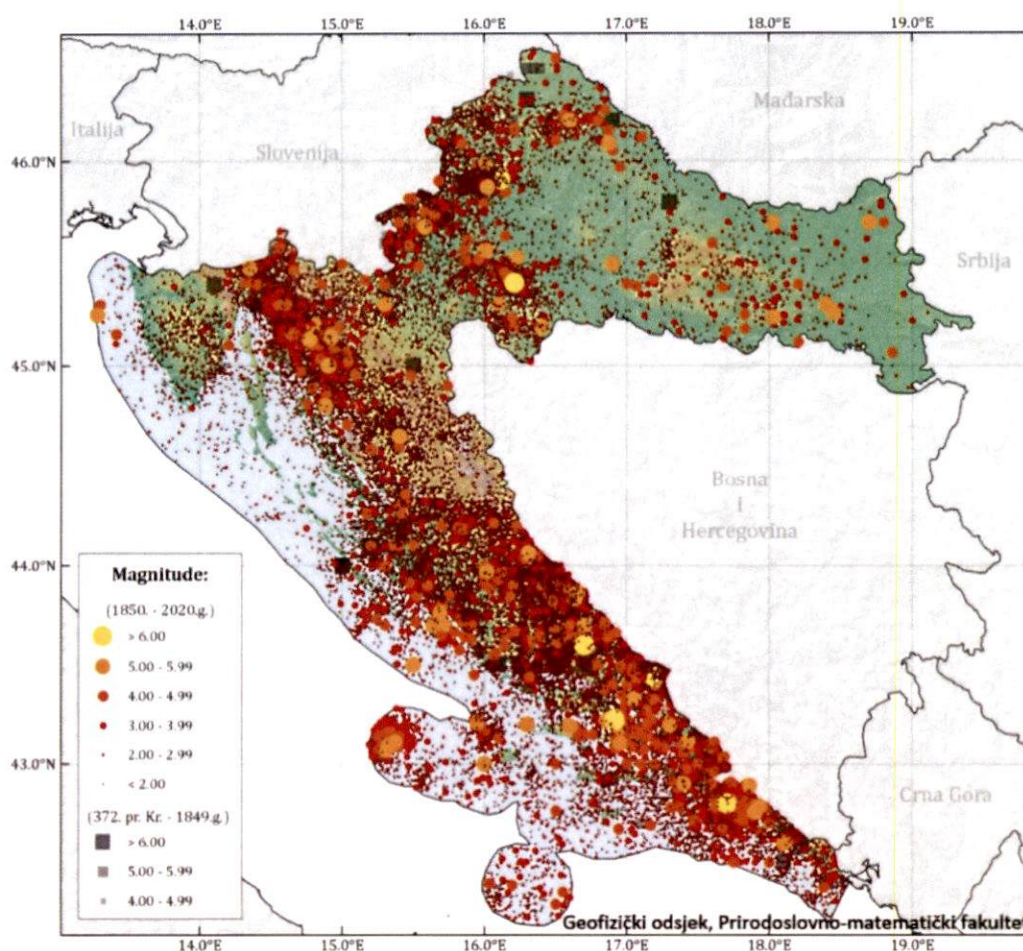 14.0°E 15.0°E 16.0°E 17.0°E 18.0°E 19.0°E
Mađarska
Italija
Slovenija
46.0°N
Srbija
45.0°N
Bosna
i
Hercegovina
44.0°N
Magnitude:
(1850. - 2020.g.)
> 6.00
5.00 - 5.99
4.00 - 4.99
3.00 - 3.99
2.00 - 2.99
< 2.00
43.0°N
Crna Gora
(372. pr. Kr. - 1849.g.)
> 6.00
5.00 - 5.99
4.00 - 4.99
Geofizički odsjek, Prirodoslovno-matematički fakulte
14.0°E 15.0°E 16.0°E 17.0°E 18.0°E 19.0°E